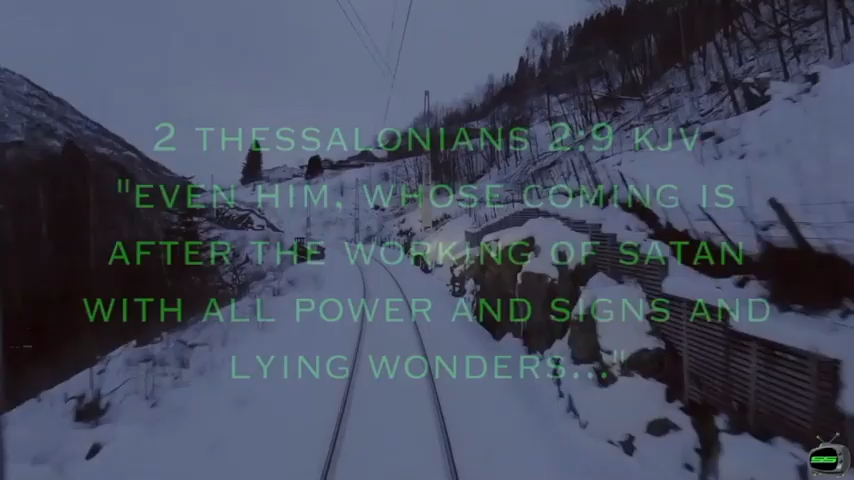 2 THESSALONIANS 2:9 KJV
"EVEN HIM, WHOSE COMING IS
AFTER THE WORKING OF SATAN
WITH ALL POWER AND SIGNS AND
LYING WONDERS..."
SS